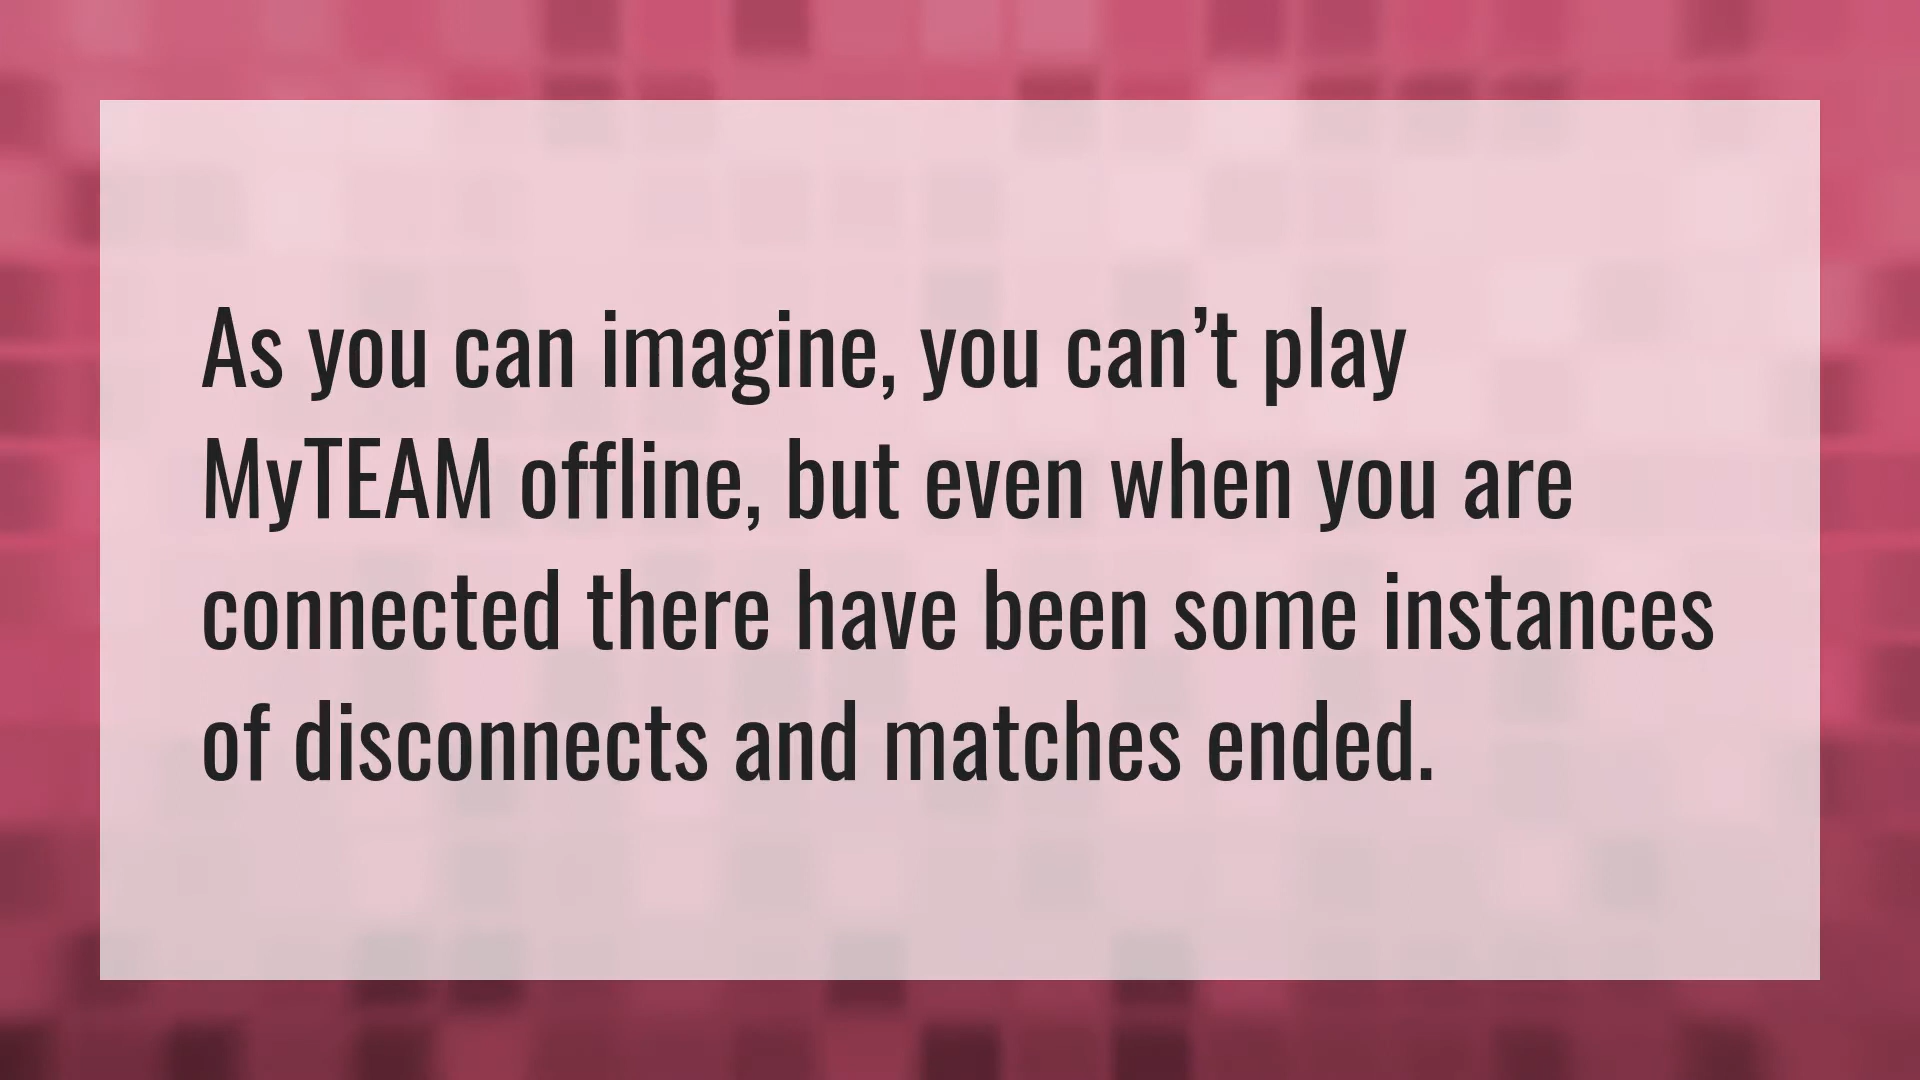 As you can imagine, you can’t play
MyTEAM offline, but even when you are
connected there have been some instances
of disconnects and matches ended.